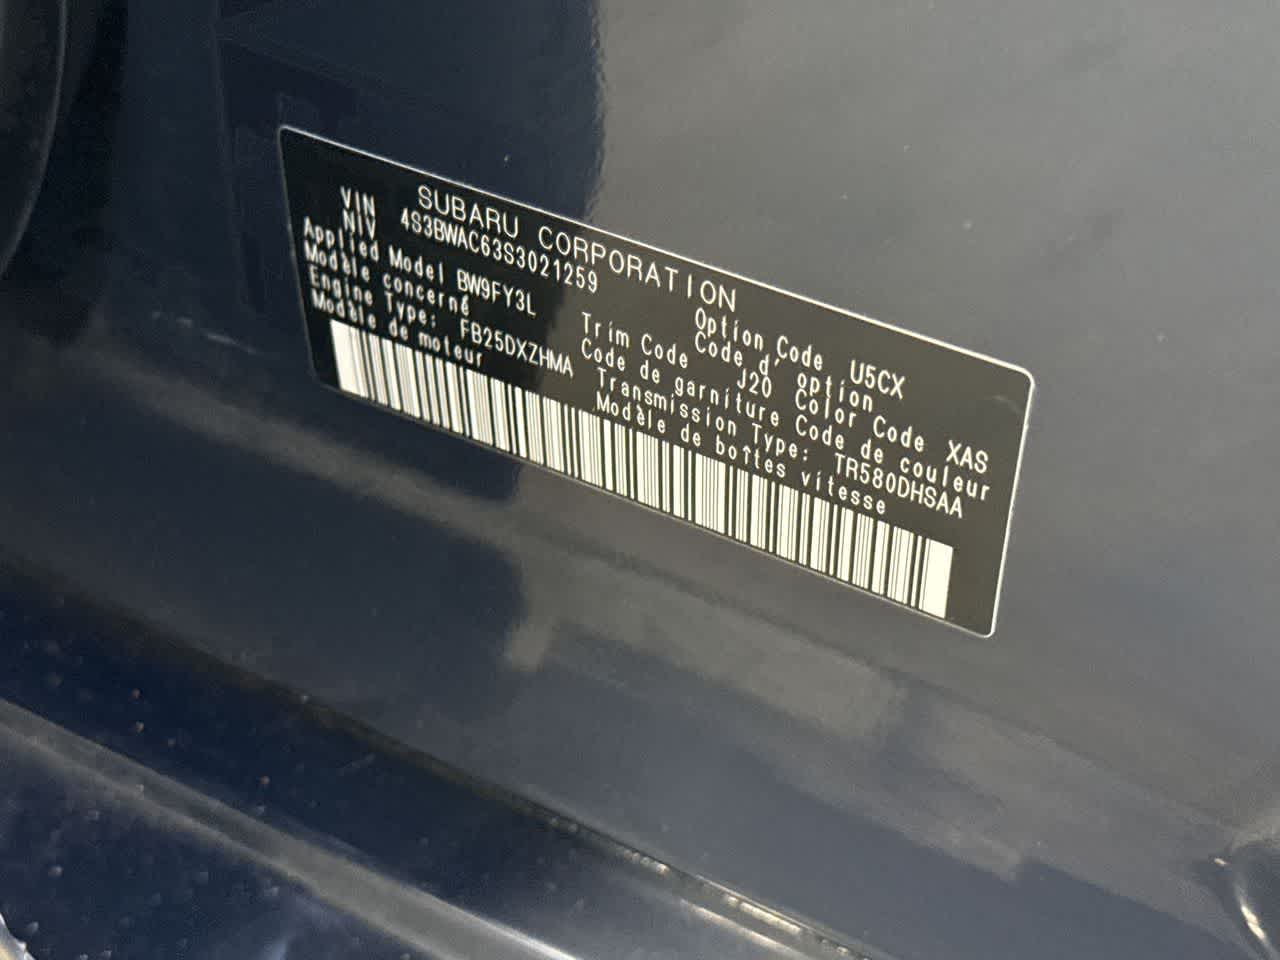 SUBARU CORPORATION
VIN
NIV 4S3BWAC63S3021259
Applied Model BW9FY3L
Modèle concerné
Engine Type: FB25DXZHMA
Modèle de moteur
Option Code U5CX
Code d'option
Trim Code J20 Color Code XAS
Code de garniture Code de couleur
Transmission Type: TR580DHSAA
Modèle de boîtes vitesse